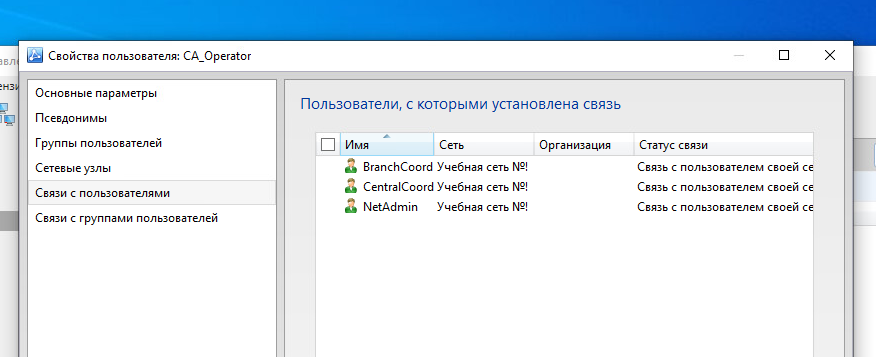 Свойства пользователя: CA_Operator
Основные параметры
Псевдонимы
Группы пользователей
Сетевые узлы
Связи с пользователями
Связи с группами пользователей
Пользователи, с которыми установлена связь
Имя Сеть Организация Статус связи
BranchCoord Учебная сеть №! Связь с пользователем своей се
CentralCoord Учебная сеть №! Связь с пользователем своей се
NetAdmin Учебная сеть №! Связь с пользователем своей се